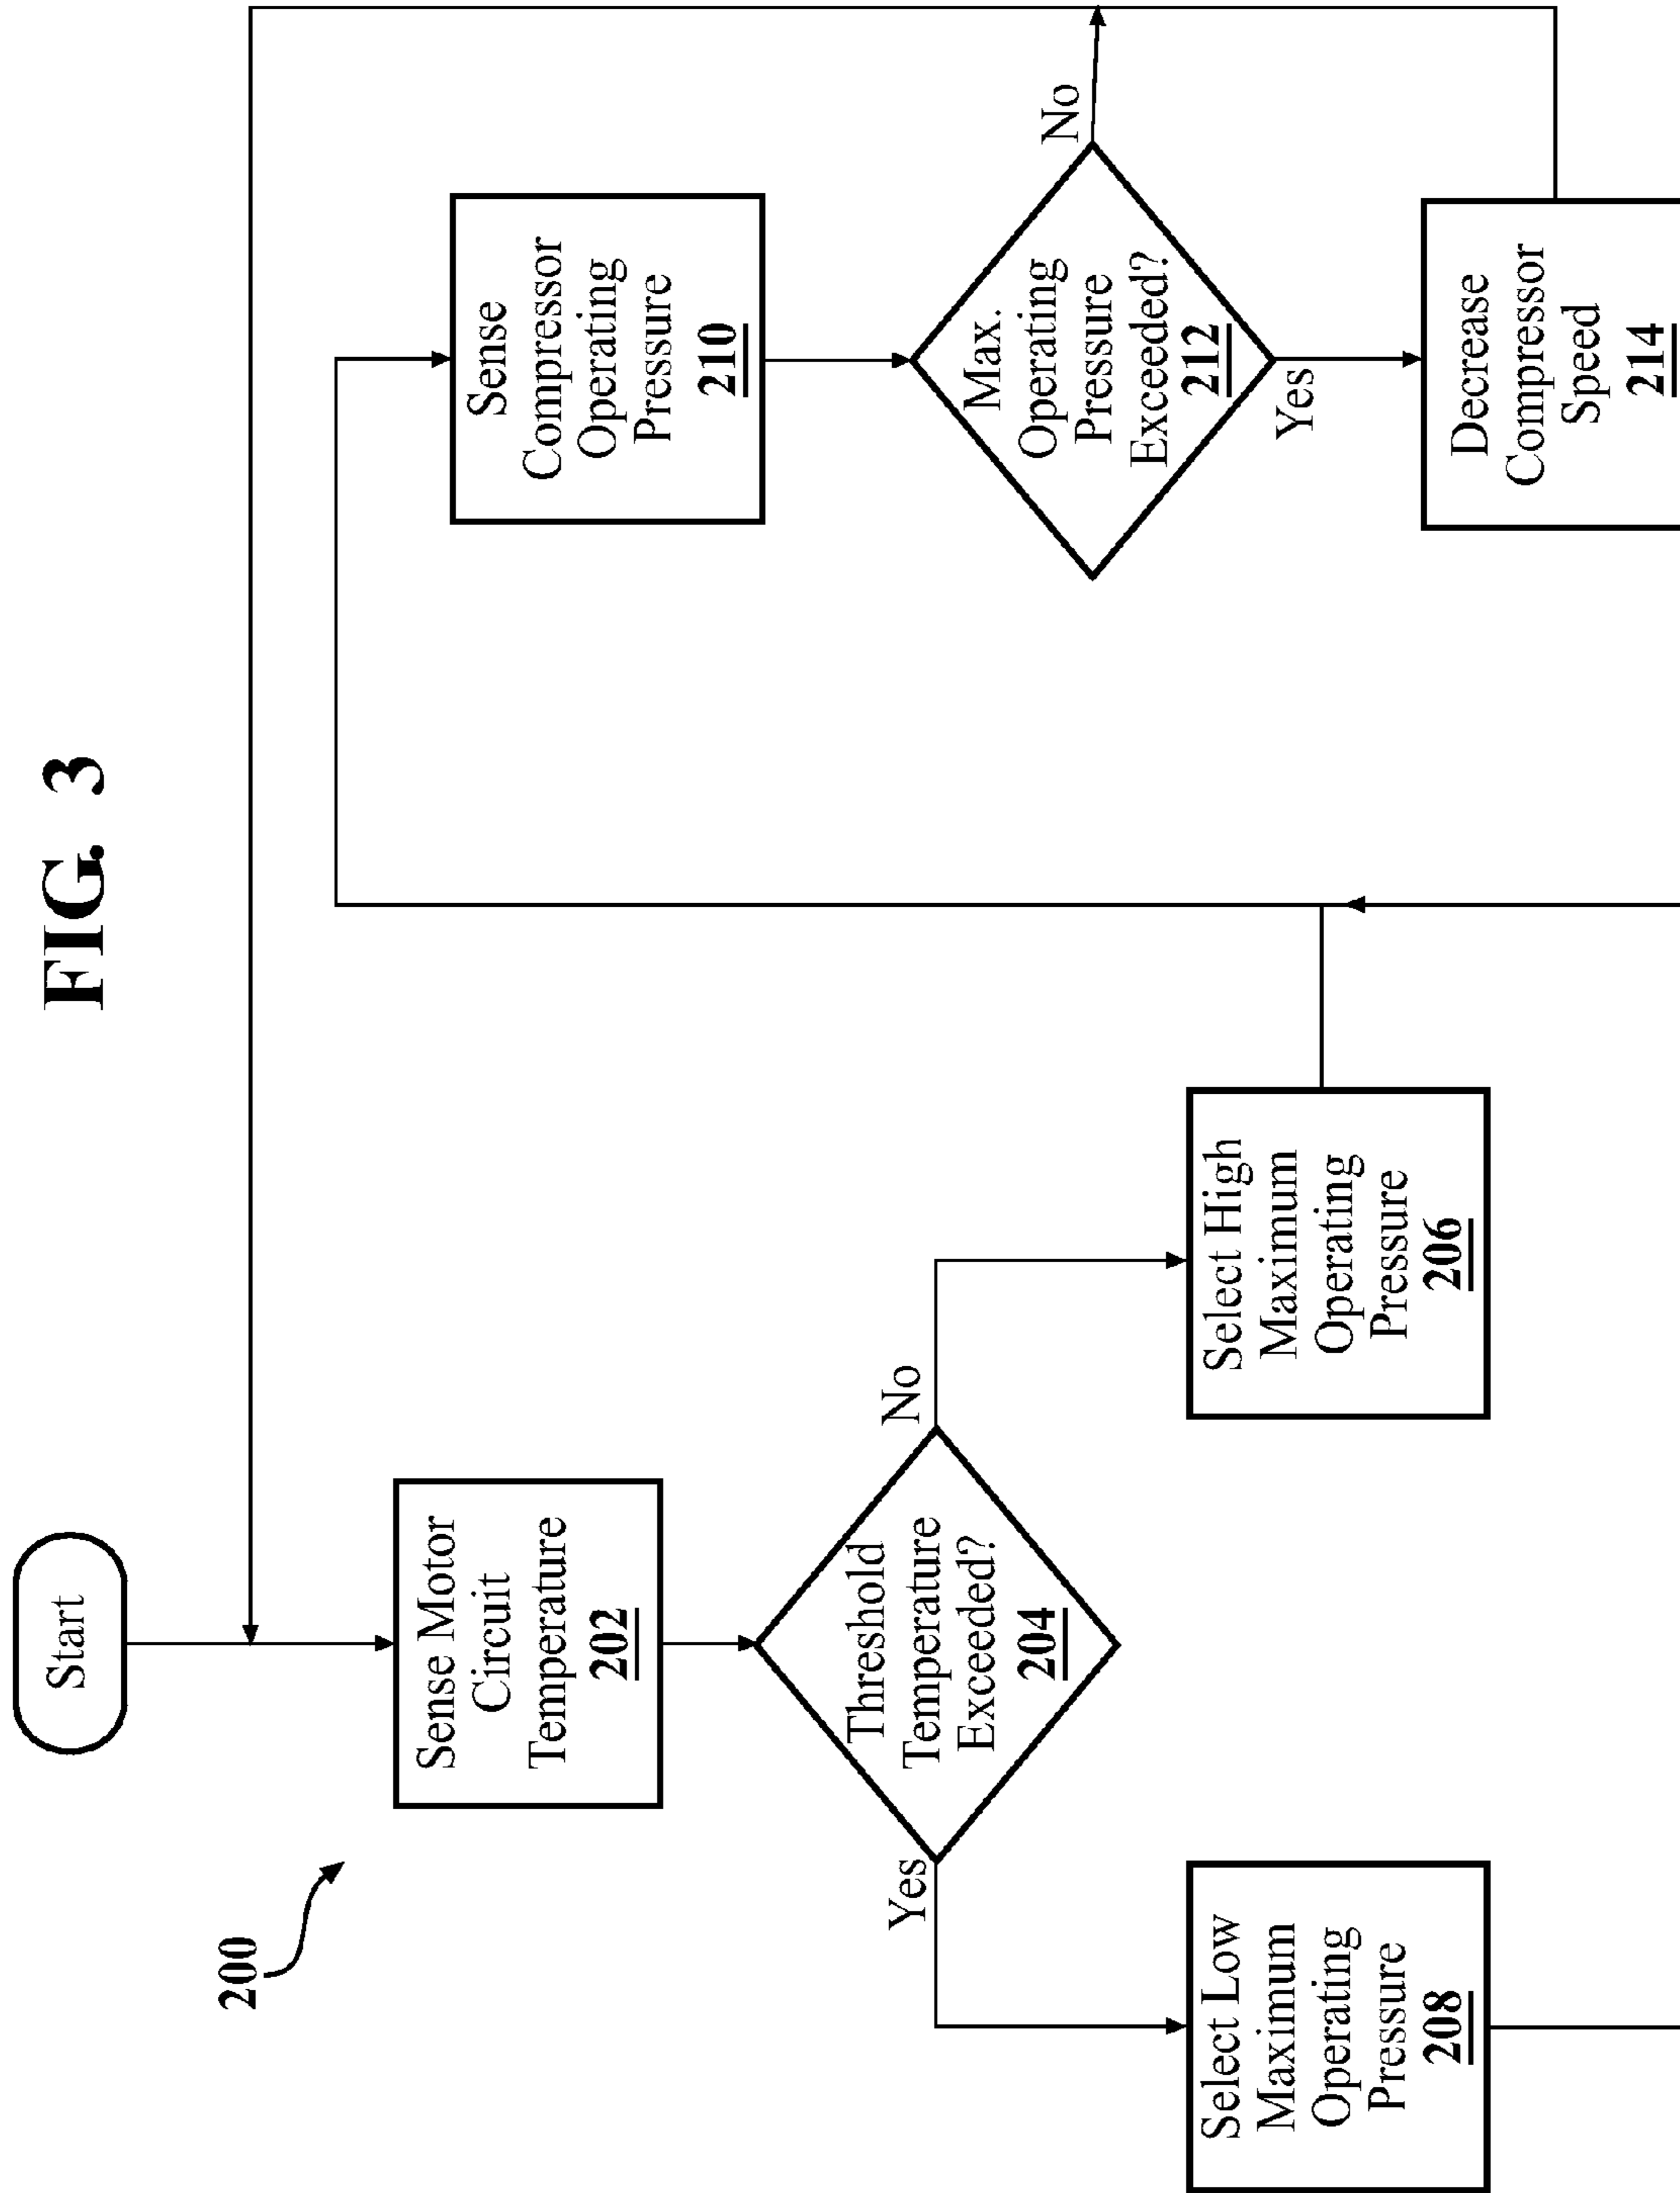 FIG. 3
200
Start
Sense Motor
Circuit
Temperature
202
Threshold
Temperature
Exceeded?
204
Yes
No
Select Low
Maximum
Operating
Pressure
208
Select High
Maximum
Operating
Pressure
206
Sense
Compressor
Operating
Pressure
210
Max.
Operating
Pressure
Exceeded?
212
No
Yes
Decrease
Compressor
Speed
214